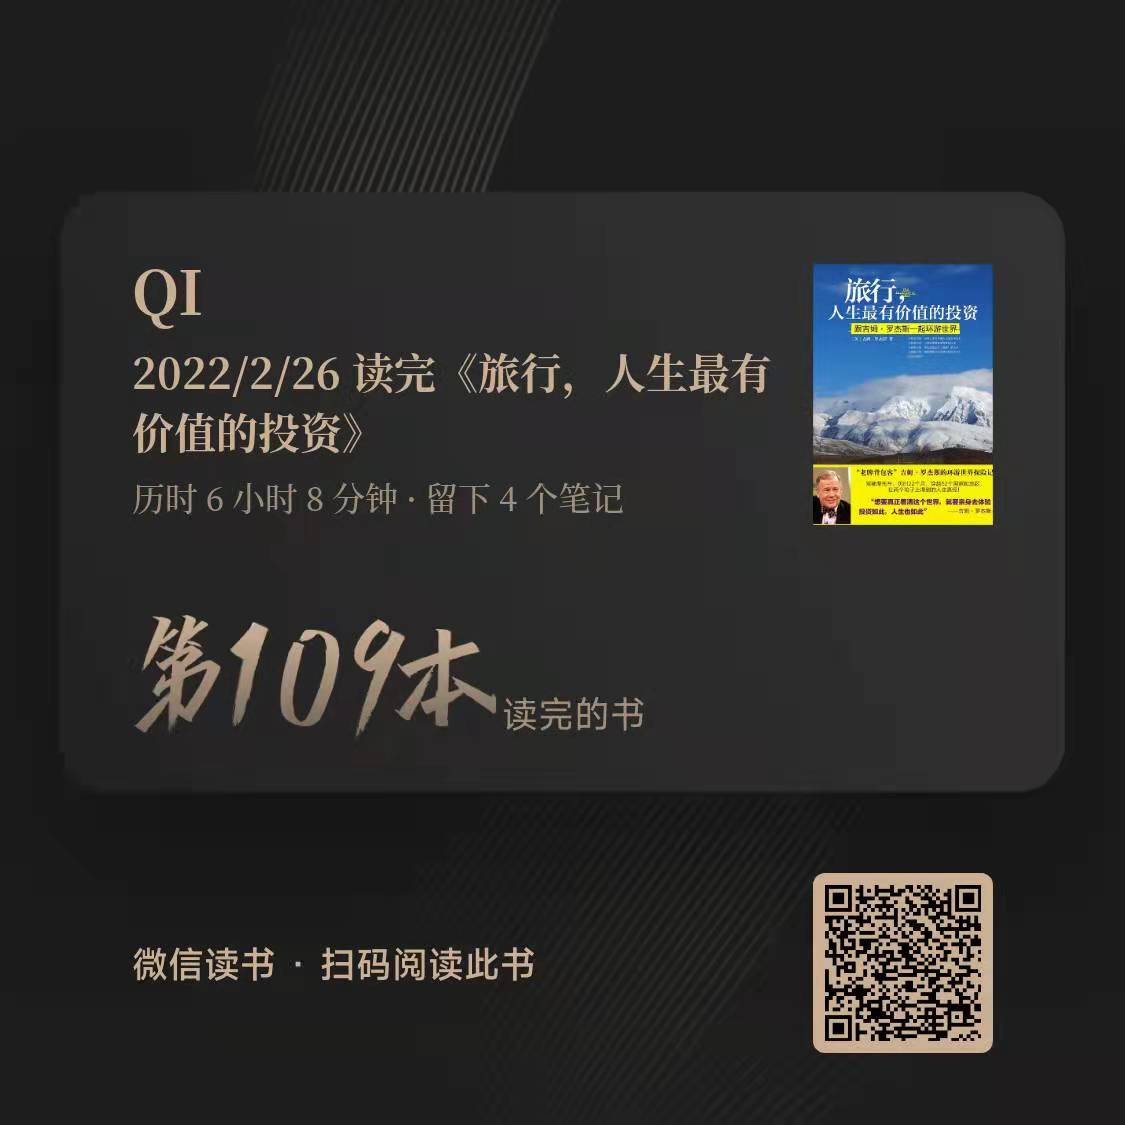 QI
2022/2/26 读完《旅行，人生最有
价值的投资》
历时 6 小时 8 分钟 · 留下 4 个笔记
旅行，
人生最有价值的投资
跟吉姆·罗杰斯一起环游世界
“老牌背包客”吉姆·罗杰斯的环游世界探险记
“想要真正看清这个世界，就要亲身去体验
投资如此，人生也如此”
——吉姆·罗杰斯
第109本 读完的书
微信读书 · 扫码阅读此书